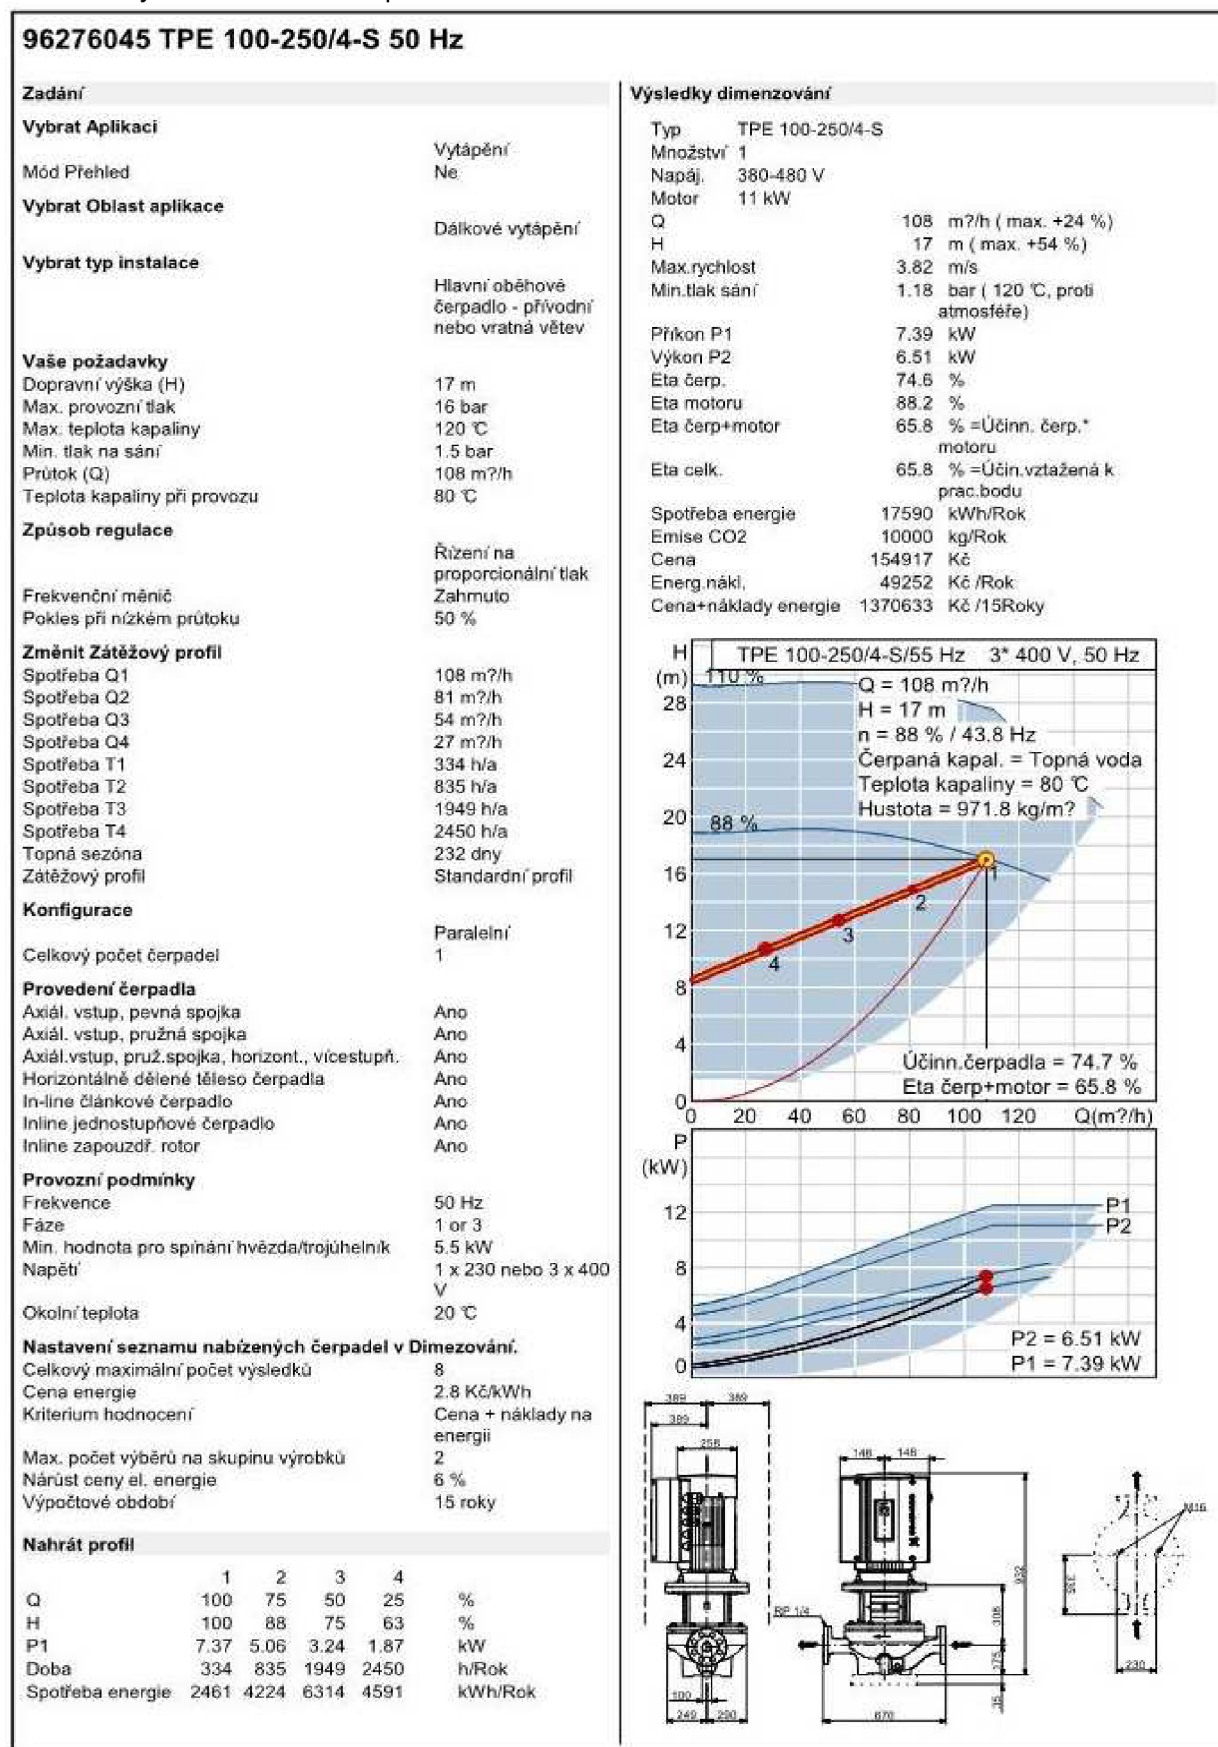 96276045 TPE 100-250/4-S 50 Hz
Zadání
Vybrat Aplikaci
Vytápění
Mód Přehled Ne
Vybrat Oblast aplikace
Dálkové vytápění
Vybrat typ instalace
Hlavní oběhové
čerpadlo - přívodní
nebo vratná větev
Vaše požadavky
Dopravní výška (H) 17 m
Max. provozní tlak 16 bar
Max. teplota kapaliny 120 °C
Min. tlak na sání 1.5 bar
Průtok (Q) 108 m?/h
Teplota kapaliny při provozu 80 °C
Způsob regulace
Řízení na
proporcionální tlak
Frekvenční měnič Zahrnuto
Pokles při nízkém průtoku 50 %
Změnit Zátěžový profil
Spotřeba Q1 108 m?/h
Spotřeba Q2 81 m?/h
Spotřeba Q3 54 m?/h
Spotřeba Q4 27 m?/h
Spotřeba T1 334 h/a
Spotřeba T2 835 h/a
Spotřeba T3 1949 h/a
Spotřeba T4 2450 h/a
Topná sezóna 232 dny
Zátěžový profil Standardní profil
Konfigurace
Paralelní
Celkový počet čerpadel 1
Provedení čerpadla
Axiál. vstup, pevná spojka Ano
Axiál. vstup, pružná spojka Ano
Axiál.vstup, pruž.spojka, horizont., vícestupň. Ano
Horizontálně dělené těleso čerpadla Ano
In-line článkové čerpadlo Ano
Inline jednostupňové čerpadlo Ano
Inline zapouzdř. rotor Ano
Provozní podmínky
Frekvence 50 Hz
Fáze 1 or 3
Min. hodnota pro spínání hvězda/trojúhelník 5.5 kW
Napětí 1 x 230 nebo 3 x 400
V
Okolní teplota 20 °C
Nastavení seznamu nabízených čerpadel v Dimezování.
Celkový maximální počet výsledků 8
Cena energie 2.8 Kč/kWh
Kriterium hodnocení Cena + náklady na
energii
Max. počet výběrů na skupinu výrobků 2
Nárůst ceny el. energie 6 %
Výpočtové období 15 roky
Nahrát profil
1 2 3 4
Q 100 75 50 25 %
H 100 88 75 63 %
P1 7.37 5.06 3.24 1.87 kW
Doba 334 835 1949 2450 h/Rok
Spotřeba energie 2461 4224 6314 4591 kWh/Rok
Výsledky dimenzování
Typ TPE 100-250/4-S
Množství 1
Napáj. 380-480 V
Motor 11 kW
Q 108 m?/h ( max. +24 %)
H 17 m ( max. +54 %)
Max.rychlost 3.82 m/s
Min.tlak sání 1.18 bar ( 120 °C, proti
atmosféře)
Příkon P1 7.39 kW
Výkon P2 6.51 kW
Eta čerp. 74.6 %
Eta motoru 88.2 %
Eta čerp+motor 65.8 % =Účinn. čerp.*
motoru
Eta celk. 65.8 % =Účin.vztažená k
prac.bodu
Spotřeba energie 17590 kWh/Rok
Emise CO2 10000 kg/Rok
Cena 154917 Kč
Energ.nákl. 49252 Kč /Rok
Cena+náklady energie 1370633 Kč /15Roky
H
(m)
TPE 100-250/4-S/55 Hz 3* 400 V, 50 Hz
110 %
Q = 108 m?/h
H = 17 m
n = 88 % / 43.8 Hz
Čerpaná kapal. = Topná voda
Teplota kapaliny = 80 °C
Hustota = 971.8 kg/m?
28
24
20
88 %
16
1
2
12
3
4
8
4
Účinn.čerpadla = 74.7 %
Eta čerp+motor = 65.8 %
0
0 20 40 60 80 100 120 Q(m?/h)
P
(kW)
12
P1
P2
8
4
P2 = 6.51 kW
0
P1 = 7.39 kW
389 389
389
258
148 148
M16
932
335
308
RP 1/4
175
230
100
35
249 290
670